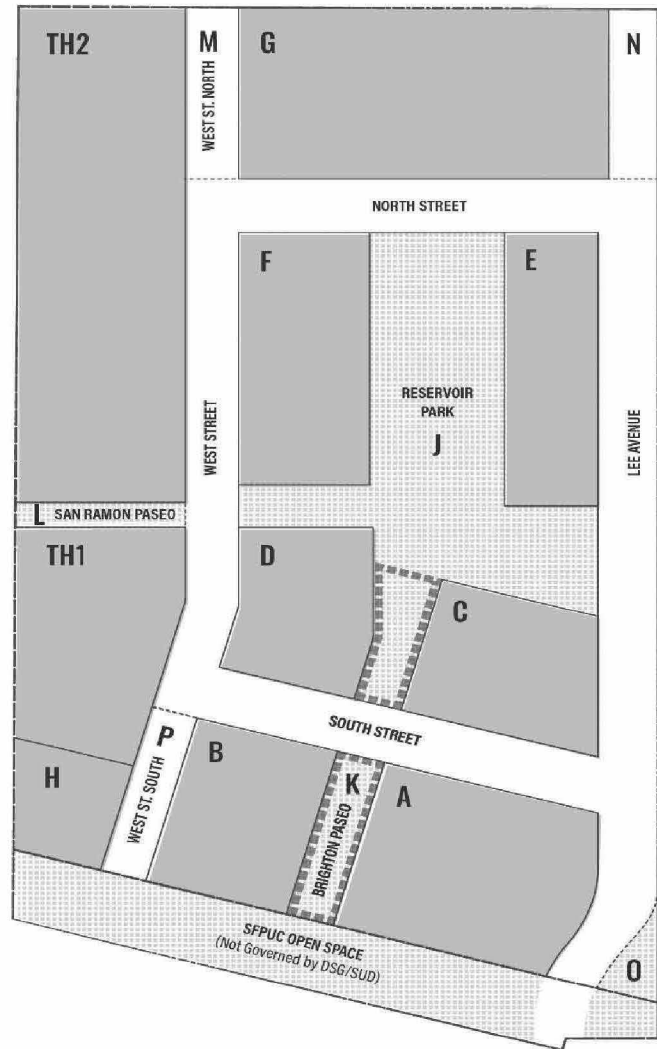 TH2
M
G
N
WEST ST. NORTH
NORTH STREET
F
E
RESERVOIR
PARK
J
WEST STREET
LEE AVENUE
L SAN RAMON PASEO
TH1
D
C
SOUTH STREET
P
B
K
A
H
WEST ST. SOUTH
BRIGHTON PASEO
SFPUC OPEN SPACE
(Not Governed by DSG/SUD)
O